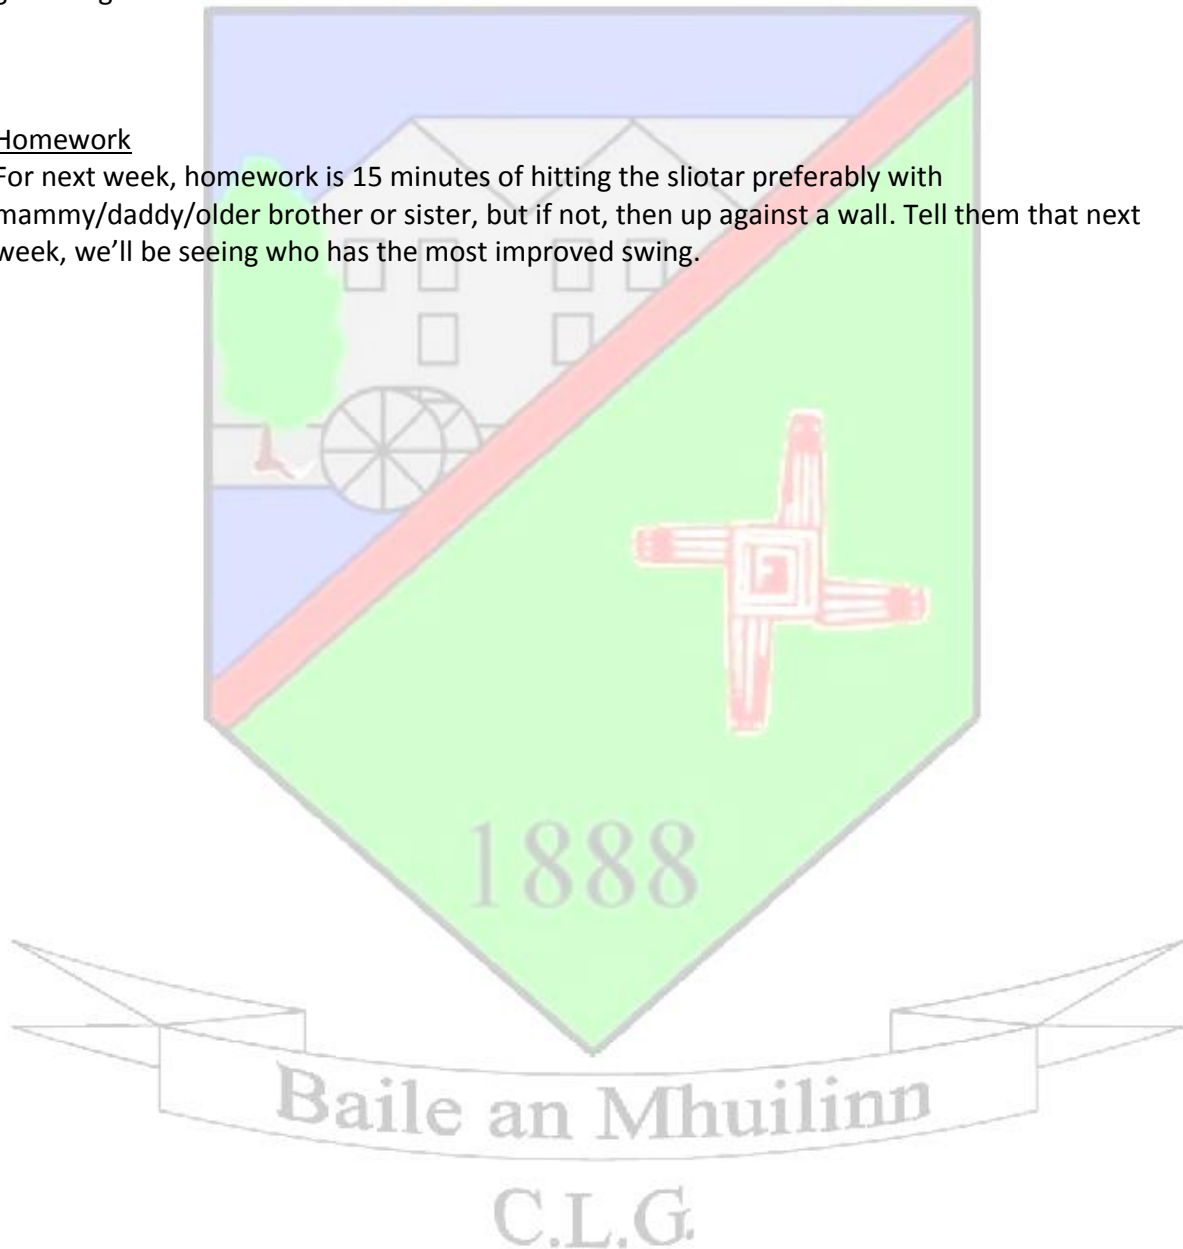 Homework
For next week, homework is 15 minutes of hitting the sliotar preferably with
mammy/daddy/older brother or sister, but if not, then up against a wall. Tell them that next
week, we’ll be seeing who has the most improved swing.
1888
Baile an Mhuilinn
C.L.G.